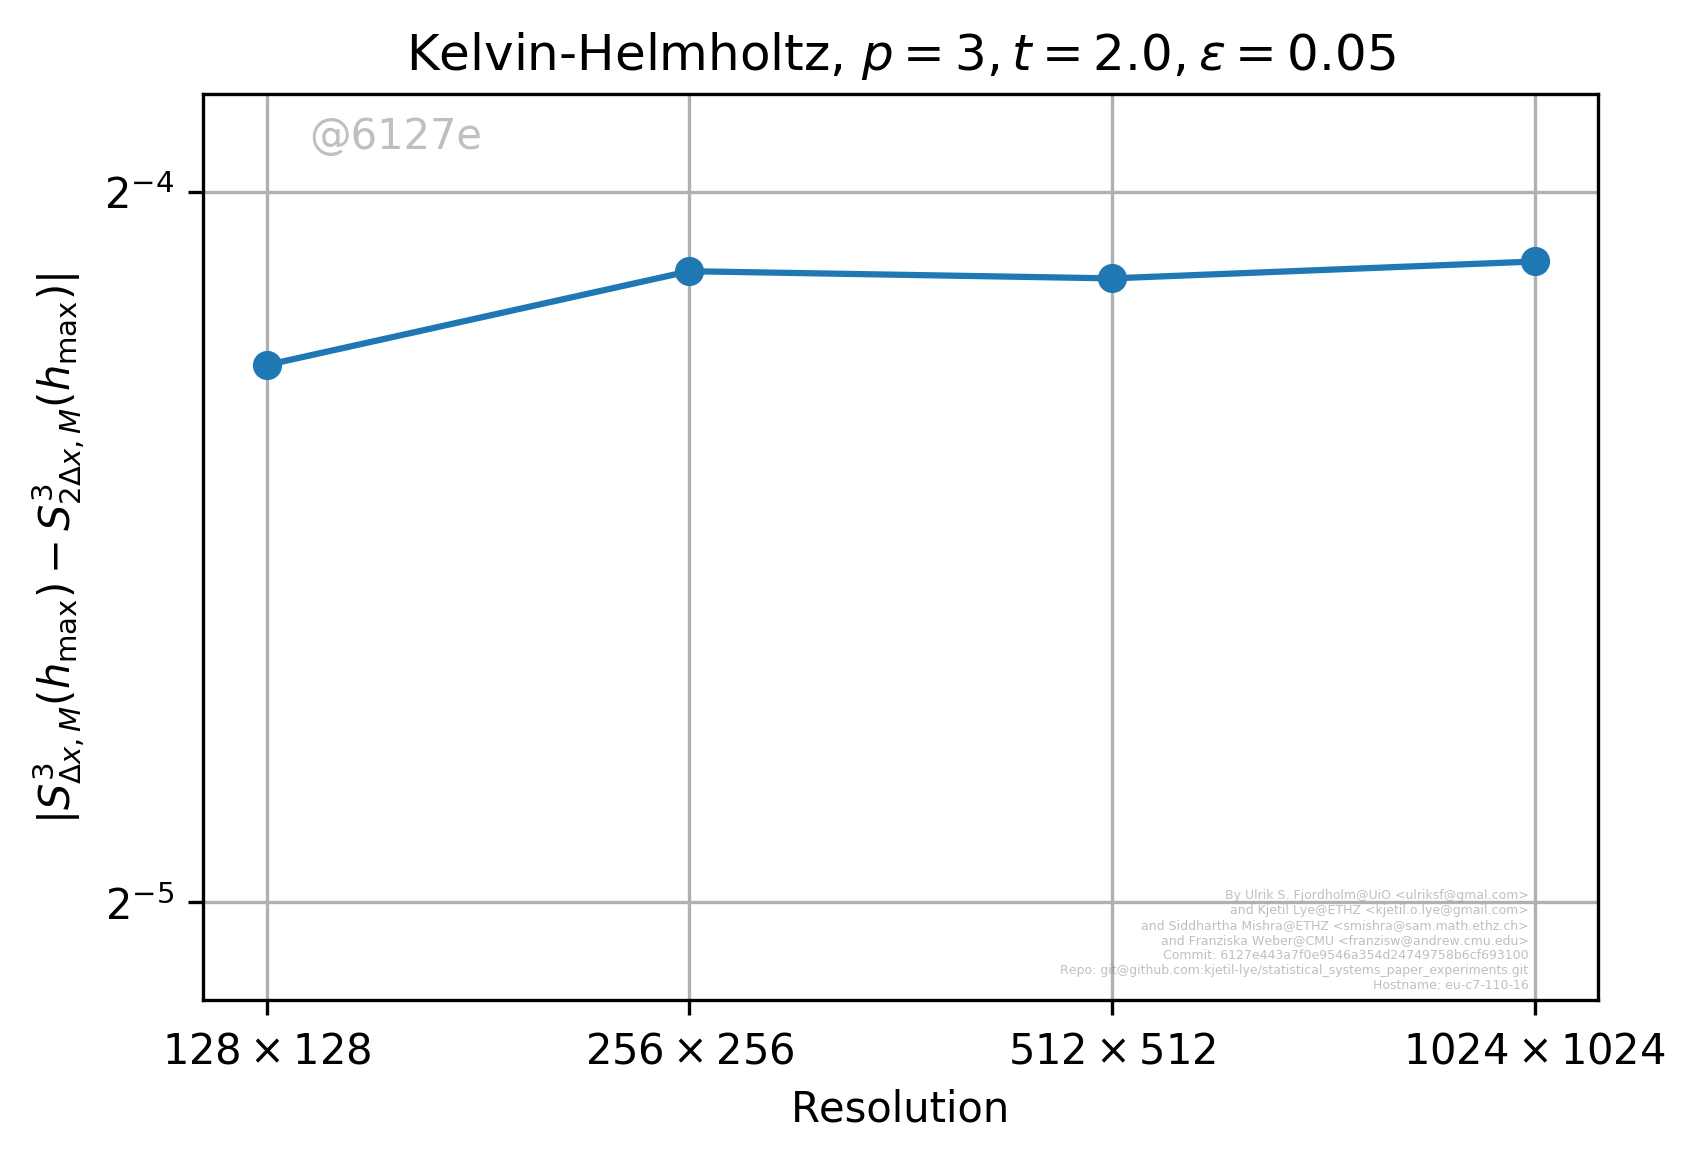 Kelvin-Helmholtz, p = 3, t = 2.0, ε = 0.05
@6127e
2⁻⁴
|S³_{Δx, M}(h_max) − S³_{2Δx, M}(h_max)|
2⁻⁵
By Ulrik S. Fjordholm@UiO <ulriksf@gmal.com>
and Kjetil Lye@ETHZ <kjetil.o.lye@gmail.com>
and Siddhartha Mishra@ETHZ <smishra@sam.math.ethz.ch>
and Franziska Weber@CMU <franzisw@andrew.cmu.edu>
Commit: 6127e443a7f0e9546a354d24749758b6cf693100
Repo: git@github.com:kjetil-lye/statistical_systems_paper_experiments.git
Hostname: eu-c7-110-16
128 × 128 256 × 256 512 × 512 1024 × 1024
Resolution